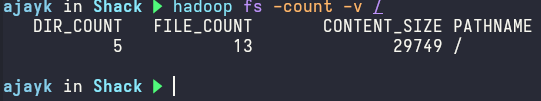 ajayk in Shack ▶ hadoop fs -count -v /
DIR_COUNT FILE_COUNT CONTENT_SIZE PATHNAME
5 13 29749 /
ajayk in Shack ▶